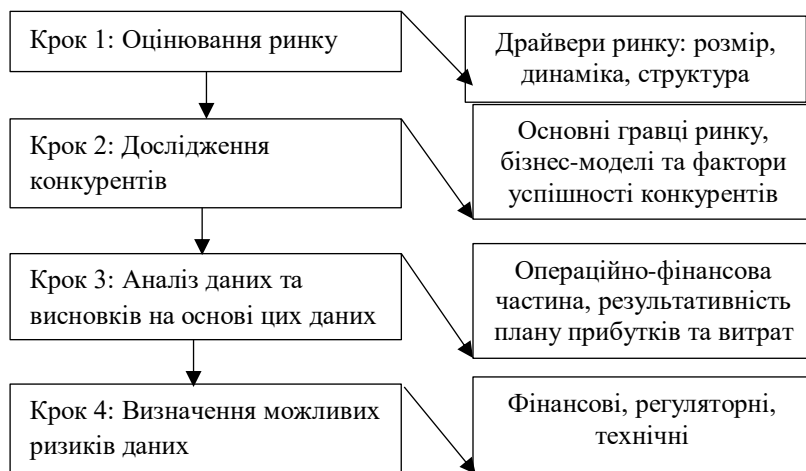 Крок 1: Оцінювання ринку
Драйвери ринку: розмір,
динаміка, структура
Крок 2: Дослідження
конкурентів
Основні гравці ринку,
бізнес-моделі та фактори
успішності конкурентів
Крок 3: Аналіз даних та
висновків на основі цих даних
Операційно-фінансова
частина, результативність
плану прибутків та витрат
Крок 4: Визначення можливих
ризиків даних
Фінансові, регуляторні,
технічні